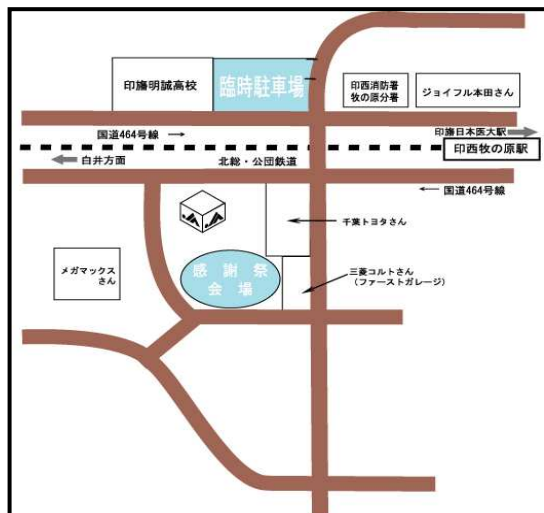 印旛明誠高校
臨時駐車場
印西消防署
牧の原分署
ジョイフル本田さん
国道464号線 →
印旛日本医大駅
白井方面
北総・公団鉄道
印西牧の原駅
← 国道464号線
千葉トヨタさん
メガマックス
さん
感謝祭
会場
三菱コルトさん
(ファーストガレージ)